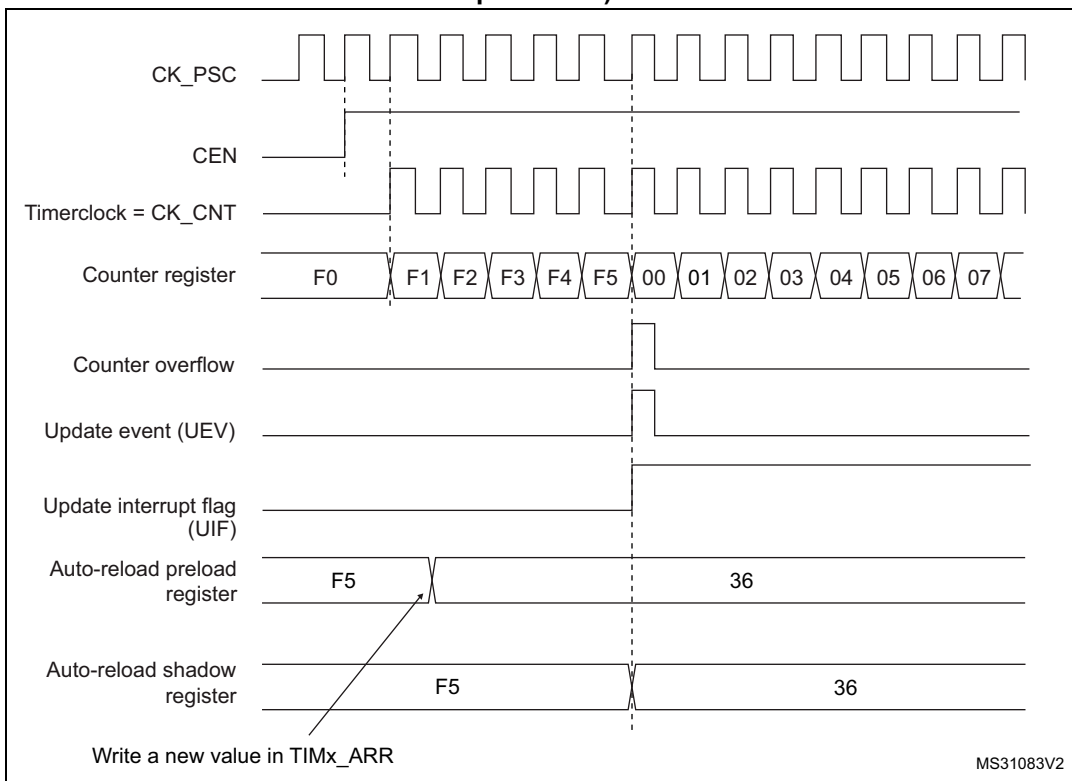 CK_PSC
CEN
Timerclock = CK_CNT
Counter register F0 F1 F2 F3 F4 F5 00 01 02 03 04 05 06 07
Counter overflow
Update event (UEV)
Update interrupt flag
(UIF)
Auto-reload preload
register
F5 36
Auto-reload shadow
register
F5 36
Write a new value in TIMx_ARR
MS31083V2